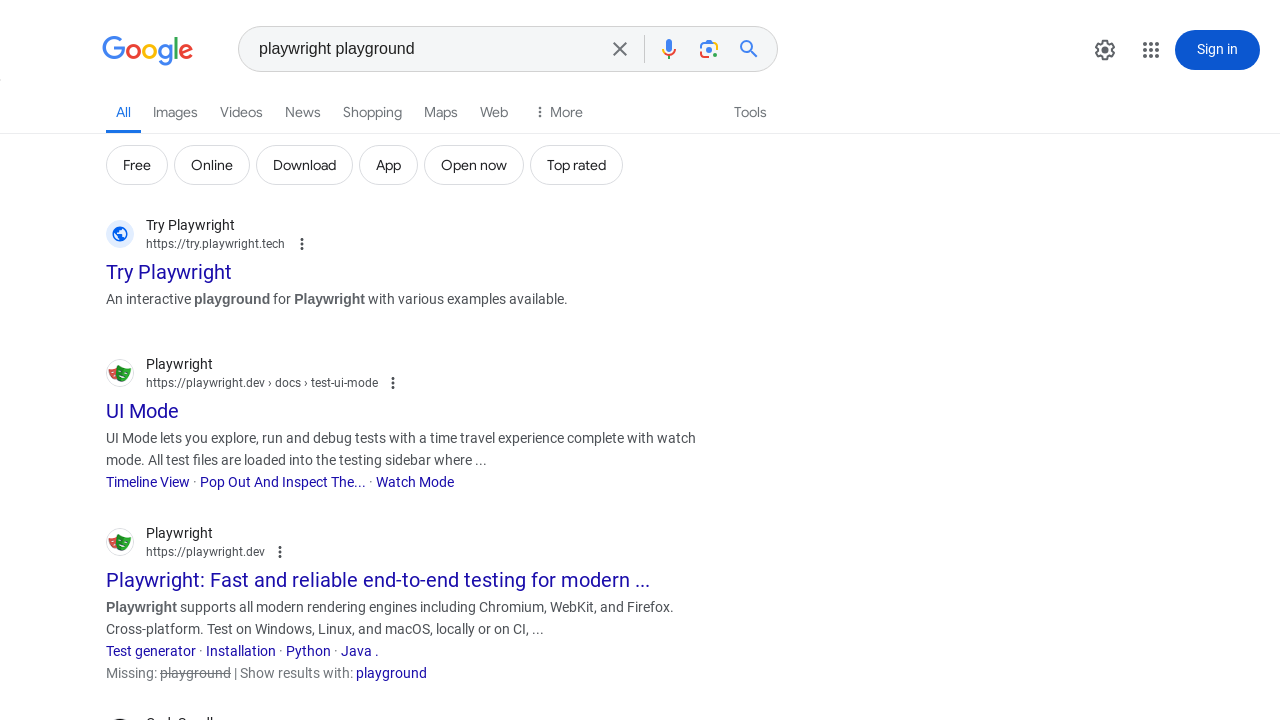 Google
playwright playground
Sign in
All Images Videos News Shopping Maps Web More Tools
Free Online Download App Open now Top rated
Try Playwright
https://try.playwright.tech
Try Playwright
An interactive playground for Playwright with various examples available.
Playwright
https://playwright.dev › docs › test-ui-mode
UI Mode
UI Mode lets you explore, run and debug tests with a time travel experience complete with watch
mode. All test files are loaded into the testing sidebar where ...
Timeline View · Pop Out And Inspect The... · Watch Mode
Playwright
https://playwright.dev
Playwright: Fast and reliable end-to-end testing for modern ...
Playwright supports all modern rendering engines including Chromium, WebKit, and Firefox.
Cross-platform. Test on Windows, Linux, and macOS, locally or on CI, ...
Test generator · Installation · Python · Java .
Missing: playground | Show results with: playground